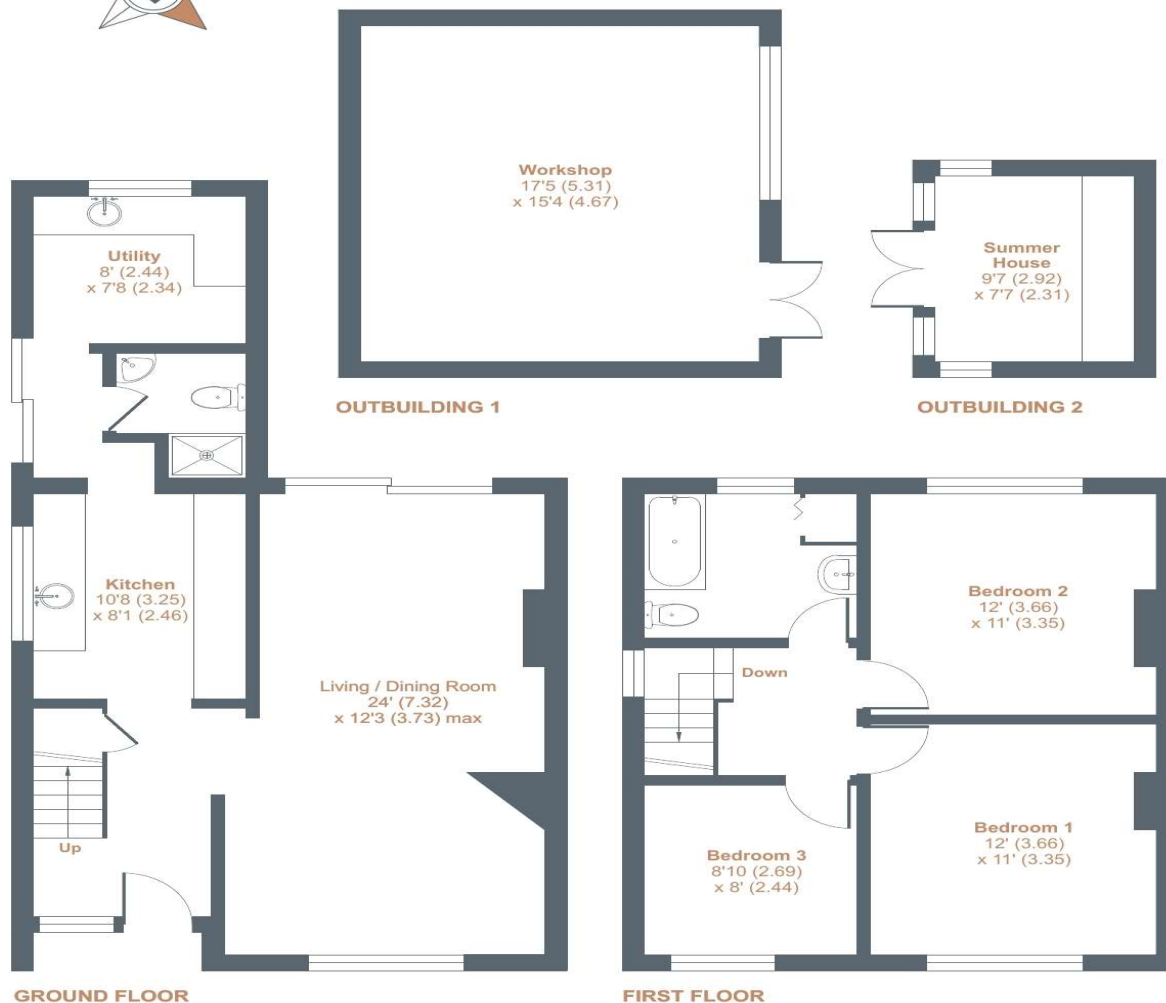 Workshop
17'5 (5.31)
x 15'4 (4.67)
OUTBUILDING 1
Summer
House
9'7 (2.92)
x 7'7 (2.31)
OUTBUILDING 2
Utility
8' (2.44)
x 7'8 (2.34)
Kitchen
10'8 (3.25)
x 8'1 (2.46)
Living / Dining Room
24' (7.32)
x 12'3 (3.73) max
Up
GROUND FLOOR
Bedroom 2
12' (3.66)
x 11' (3.35)
Down
Bedroom 1
12' (3.66)
x 11' (3.35)
Bedroom 3
8'10 (2.69)
x 8' (2.44)
FIRST FLOOR